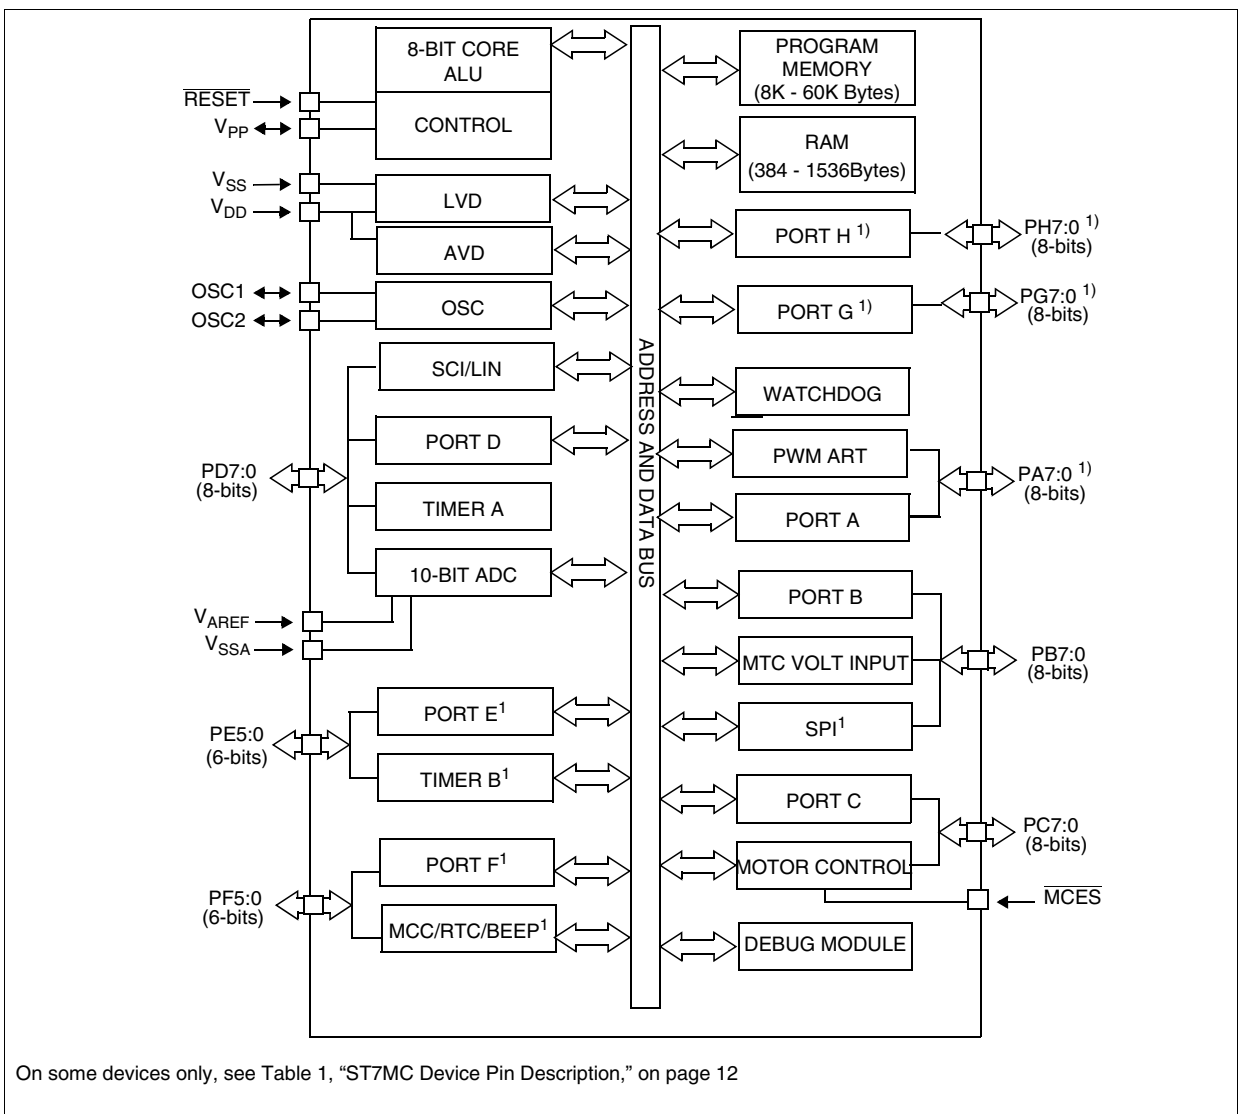 8-BIT CORE
ALU
RESET
V_PP
CONTROL
V_SS
V_DD
LVD
AVD
OSC1
OSC2
OSC
SCI/LIN
PORT D
PD7:0
(8-bits)
TIMER A
10-BIT ADC
V_AREF
V_SSA
PORT E¹
PE5:0
(6-bits)
TIMER B¹
PORT F¹
PF5:0
(6-bits)
MCC/RTC/BEEP¹
ADDRESS AND DATA BUS
PROGRAM
MEMORY
(8K - 60K Bytes)
RAM
(384 - 1536Bytes)
PORT H ¹⁾
PH7:0 ¹⁾
(8-bits)
PORT G ¹⁾
PG7:0 ¹⁾
(8-bits)
WATCHDOG
PWM ART
PORT A
PA7:0 ¹⁾
(8-bits)
PORT B
MTC VOLT INPUT
SPI¹
PB7:0
(8-bits)
PORT C
MOTOR CONTROL
PC7:0
(8-bits)
MCES
DEBUG MODULE
On some devices only, see Table 1, “ST7MC Device Pin Description,” on page 12